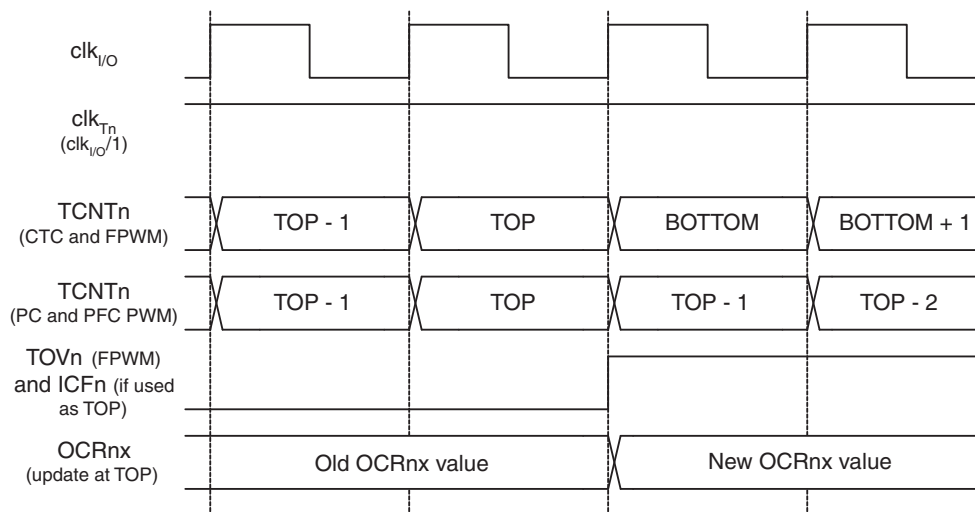 clkI/O
clkTn
(clkI/O/1)
TCNTn
(CTC and FPWM)
TOP - 1
TOP
BOTTOM
BOTTOM + 1
TCNTn
(PC and PFC PWM)
TOP - 1
TOP
TOP - 1
TOP - 2
TOVn (FPWM)
and ICFn (if used
as TOP)
OCRnx
(update at TOP)
Old OCRnx value
New OCRnx value